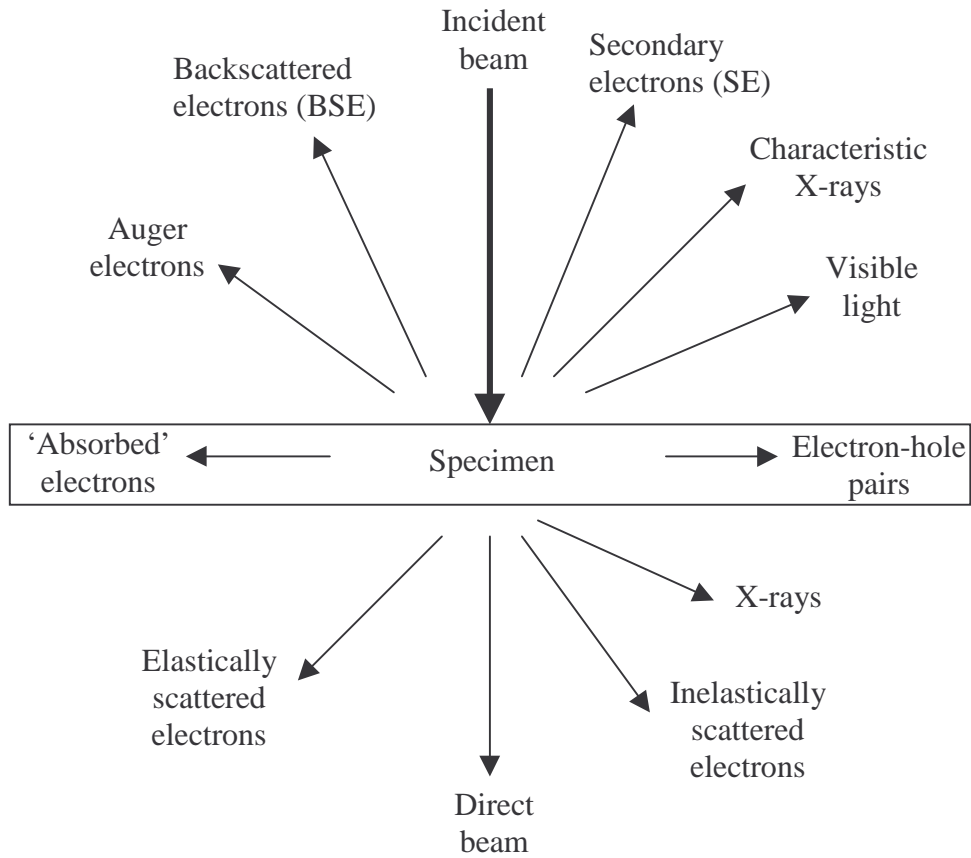 Incident
beam
Secondary
electrons (SE)
Backscattered
electrons (BSE)
Characteristic
X-rays
Auger
electrons
Visible
light
‘Absorbed’
electrons
Specimen
Electron-hole
pairs
X-rays
Elastically
scattered
electrons
Inelastically
scattered
electrons
Direct
beam